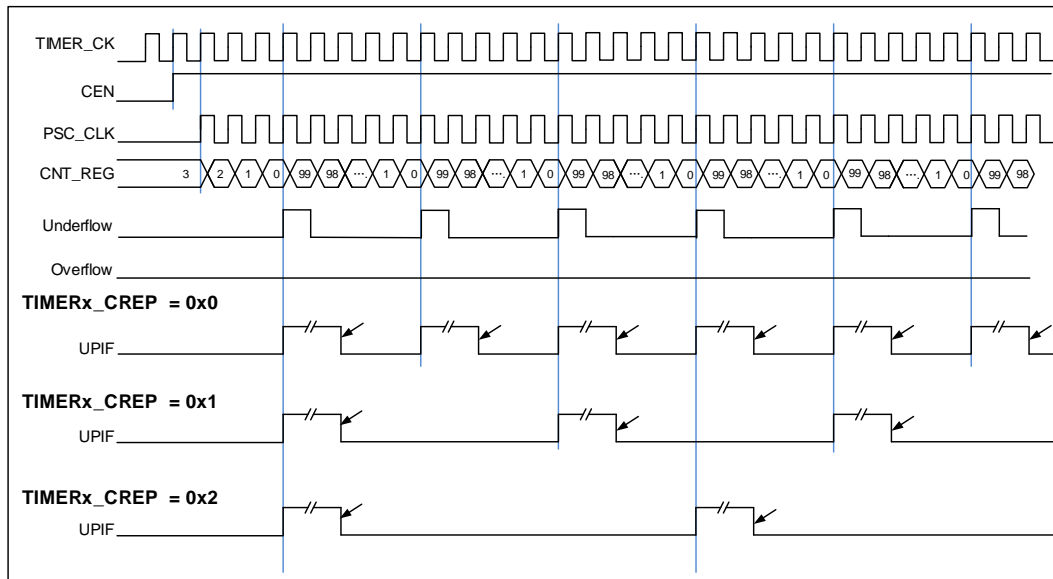 TIMER_CK
CEN
PSC_CLK
CNT_REG 3 2 1 0 99 98 .... 1 0 99 98 .... 1 0 99 98 .... 1 0 99 98 .... 1 0 99 98 .... 1 0 99 98
Underflow
Overflow
TIMERx_CREP = 0x0
UPIF
TIMERx_CREP = 0x1
UPIF
TIMERx_CREP = 0x2
UPIF